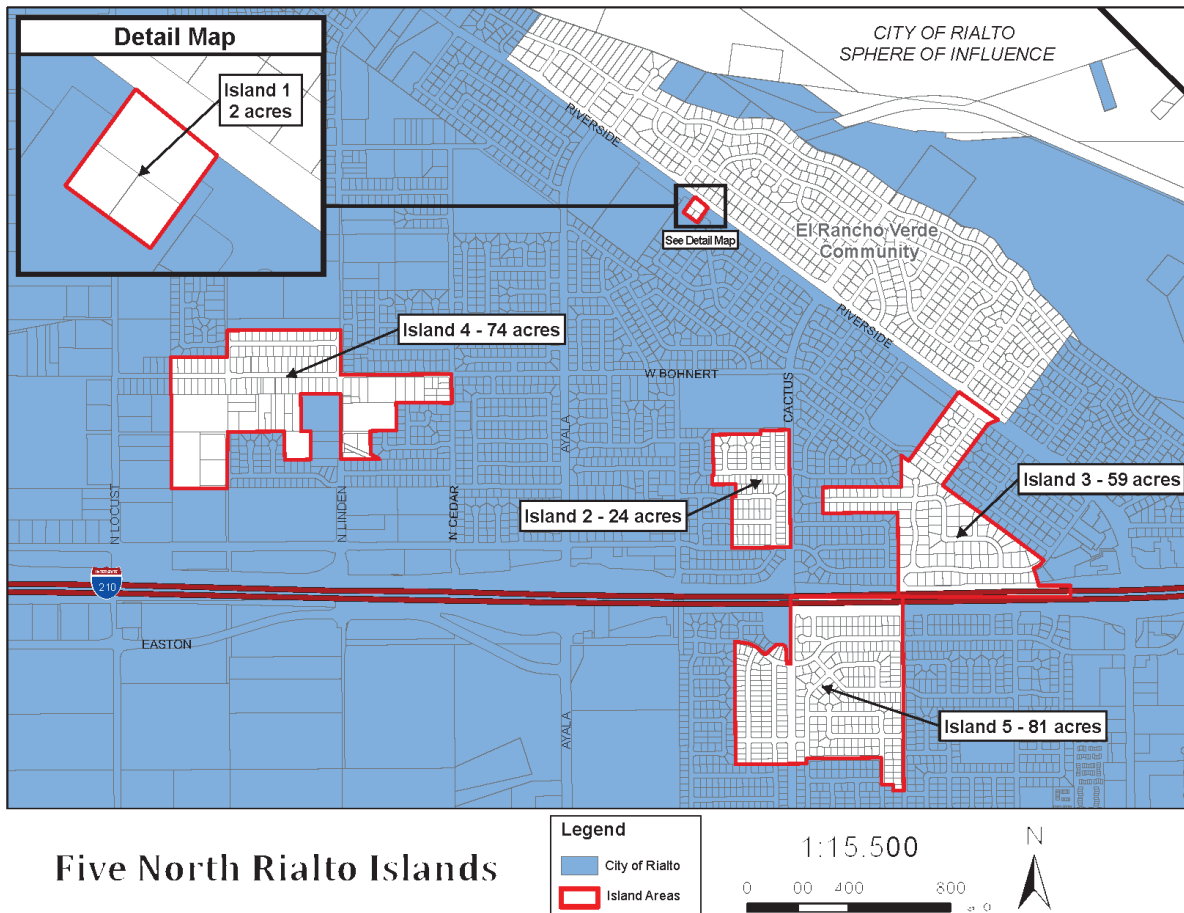 Detail Map
Island 1
2 acres
CITY OF RIALTO
SPHERE OF INFLUENCE
RIVERSIDE
See Detail Map
El Rancho Verde
Community
RIVERSIDE
Island 4 - 74 acres
W BOHNERT
CACTUS
AYALA
Island 3 - 59 acres
N LOCUST
N LINDEN
N CEDAR
Island 2 - 24 acres
210
EASTON
AYALA
Island 5 - 81 acres
Five North Rialto Islands
Legend
City of Rialto
Island Areas
1:15.500
N
0 00 400 800